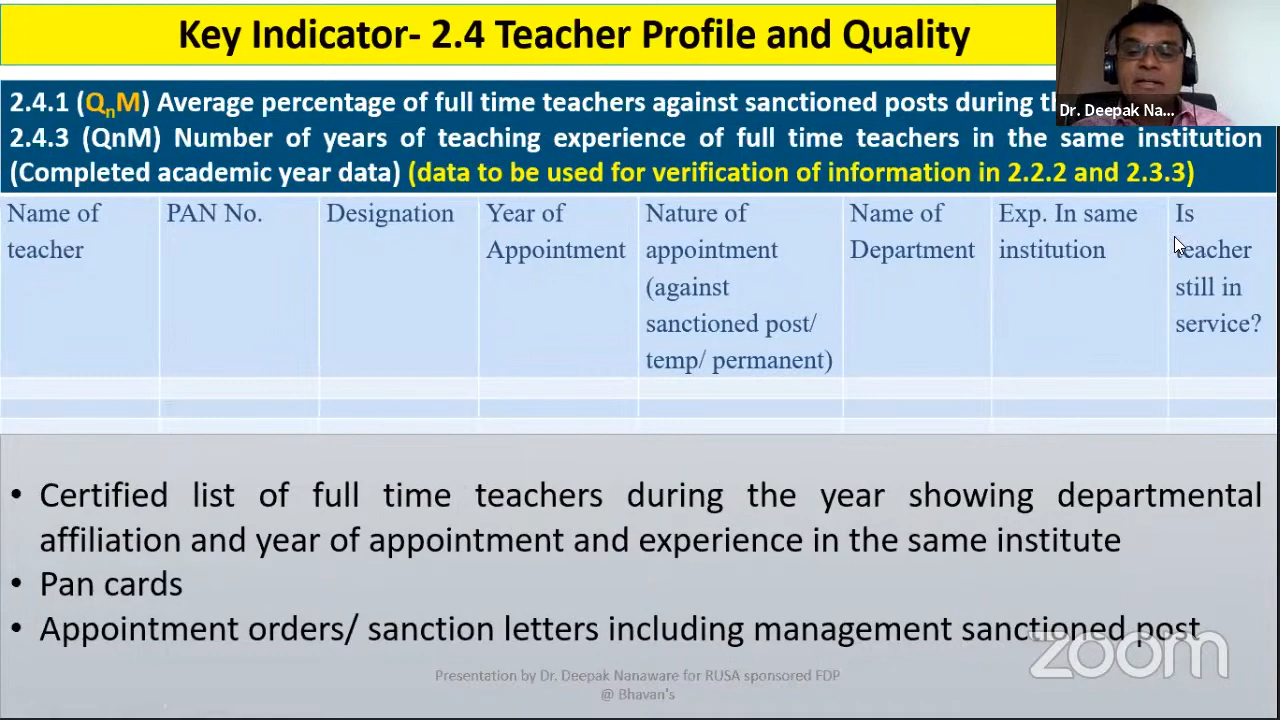 Key Indicator- 2.4 Teacher Profile and Quality
2.4.1 (QnM) Average percentage of full time teachers against sanctioned posts during
2.4.3 (QnM) Number of years of teaching experience of full time teachers in the same institution
(Completed academic year data) (data to be used for verification of information in 2.2.2 and 2.3.3)
Dr. Deepak Na...
Name of
teacher
PAN No.
Designation
Year of
Appointment
Nature of
appointment
(against
sanctioned post/
temp/ permanent)
Name of
Department
Exp. In same
institution
Is
teacher
still in
service?
• Certified list of full time teachers during the year showing departmental
affiliation and year of appointment and experience in the same institute
• Pan cards
• Appointment orders/ sanction letters including management sanctioned post
zoom
Presentation by Dr. Deepak Nanaware for RUSA sponsored FDP
@ Bhavan's